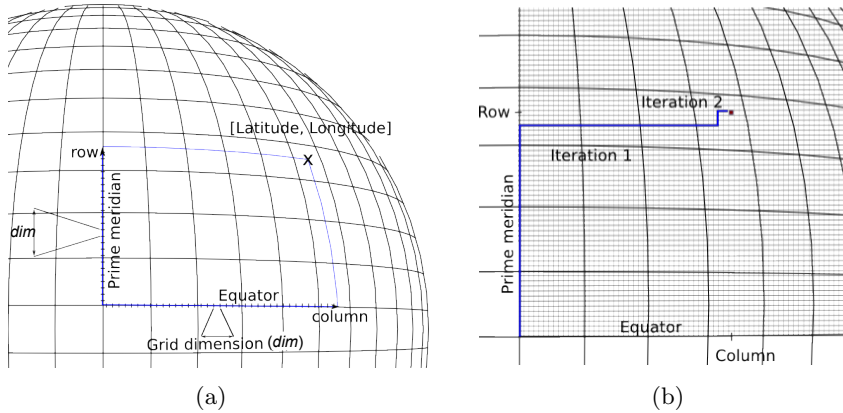 [Latitude, Longitude]
row
x
Prime meridian
dim
Equator
column
Grid dimension (dim)
(a)
Iteration 2
Row
Iteration 1
Prime meridian
Equator
Column
(b)